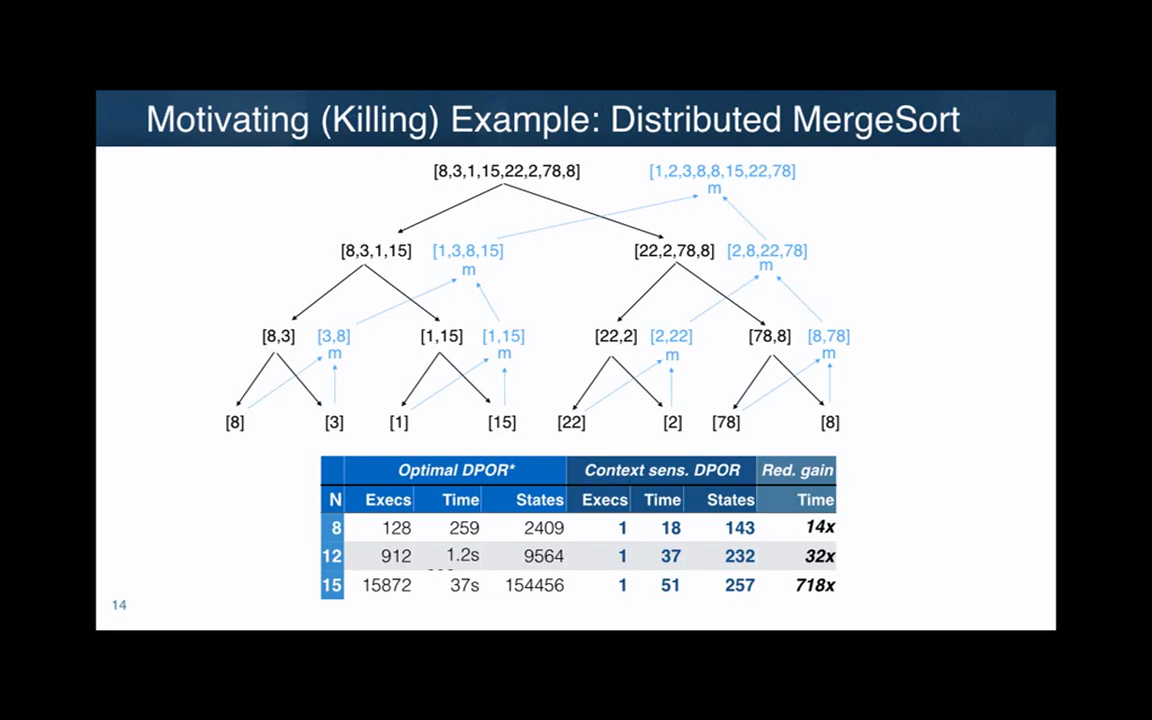 Motivating (Killing) Example: Distributed MergeSort
[8,3,1,15,22,2,78,8] [1,2,3,8,8,15,22,78]
m
[8,3,1,15] [1,3,8,15] [22,2,78,8] [2,8,22,78]
m m
[8,3] [3,8] [1,15] [1,15] [22,2] [2,22] [78,8] [8,78]
m m m m
[8] [3] [1] [15] [22] [2] [78] [8]
Optimal DPOR* Context sens. DPOR Red. gain
N Execs Time States Execs Time States Time
8 128 259 2409 1 18 143 14x
12 912 1.2s 9564 1 37 232 32x
15 15872 37s 154456 1 51 257 718x
14